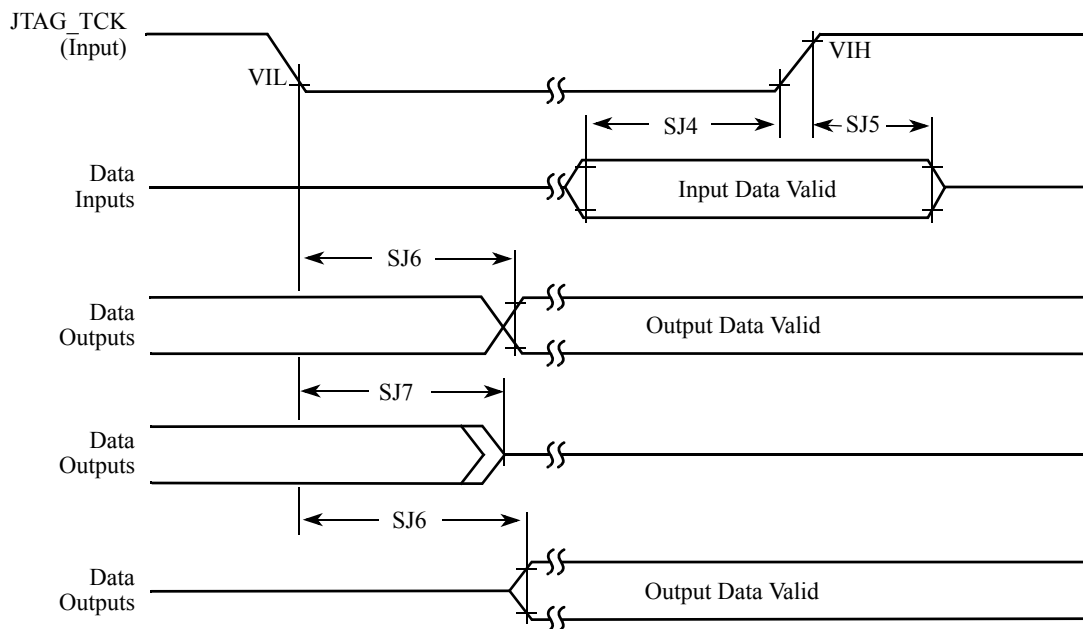 JTAG_TCK
(Input)
VIL
VIH
SJ4
SJ5
Data
Inputs
Input Data Valid
SJ6
Data
Outputs
Output Data Valid
SJ7
Data
Outputs
SJ6
Data
Outputs
Output Data Valid